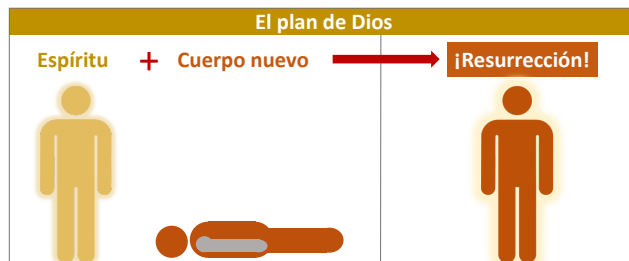 El plan de Dios
Espíritu + Cuerpo nuevo ¡Resurrección!